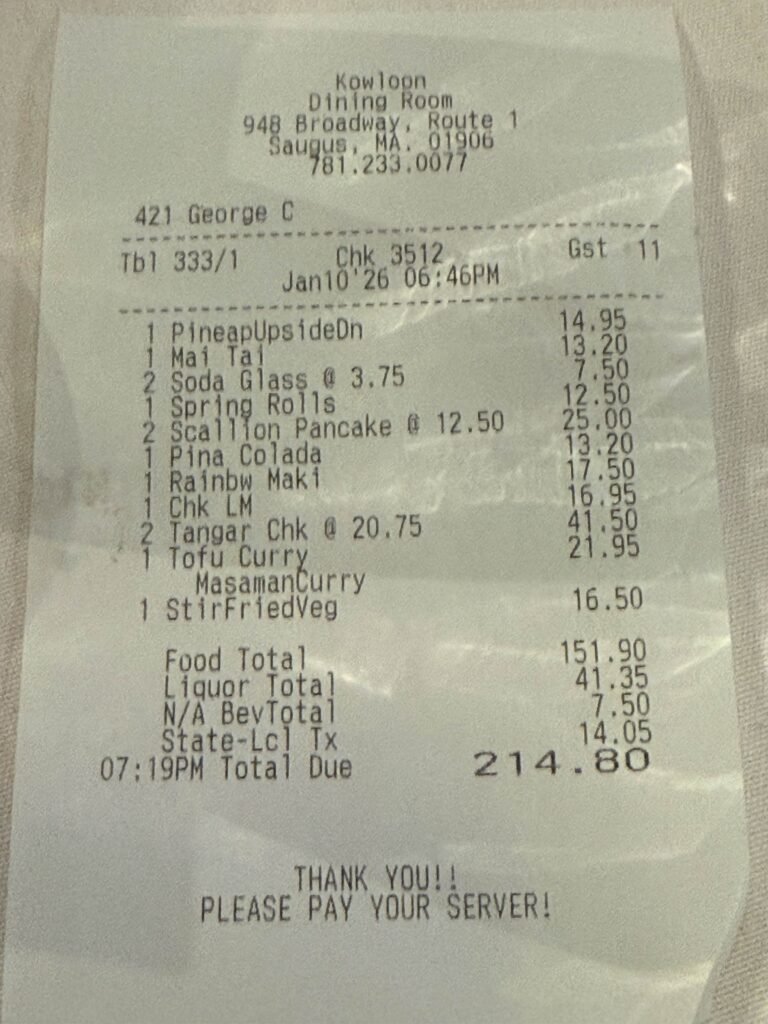 Kowloon
Dining Room
948 Broadway, Route 1
Saugus, MA. 01906
781.233.0077
421 George C
Tbl 333/1 Chk 3512 Gst 11
Jan10'26 06:46PM
1 PineapUpsideDn 14.95
1 Mai Tai 13.20
2 Soda Glass @ 3.75 7.50
1 Spring Rolls 12.50
2 Scallion Pancake @ 12.50 25.00
1 Pina Colada 13.20
1 Rainbw Maki 17.50
1 Chk LM 16.95
2 Tangar Chk @ 20.75 41.50
1 Tofu Curry 21.95
MasamanCurry
1 StirFriedVeg 16.50
Food Total 151.90
Liquor Total 41.35
N/A BevTotal 7.50
State-Lcl Tx 14.05
07:19PM Total Due 214.80
THANK YOU!!
PLEASE PAY YOUR SERVER!